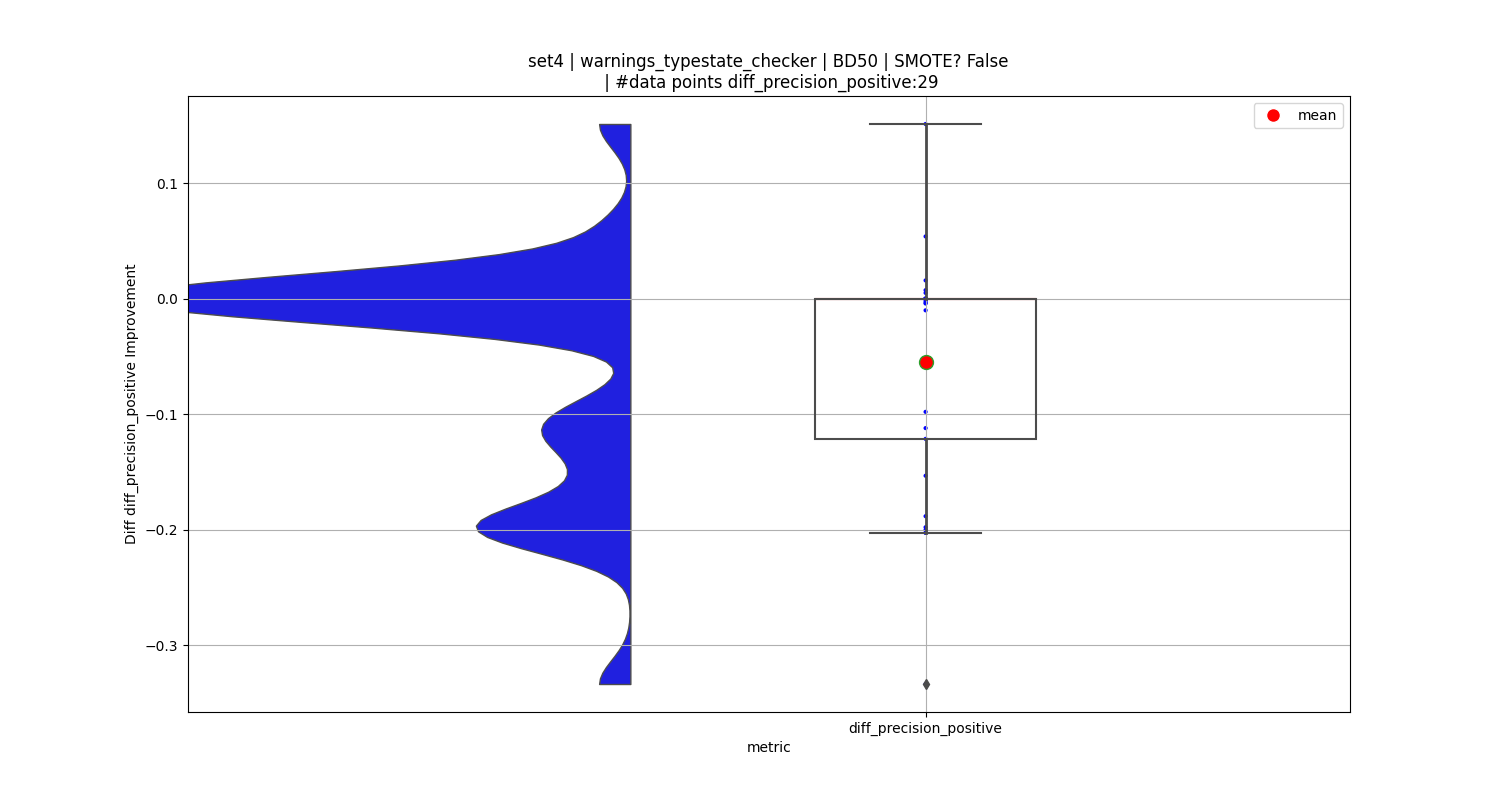 set4 | warnings_typestate_checker | BD50 | SMOTE? False
| #data points diff_precision_positive:29
mean
0.1
0.0
−0.1
−0.2
−0.3
Diff diff_precision_positive Improvement
diff_precision_positive
metric